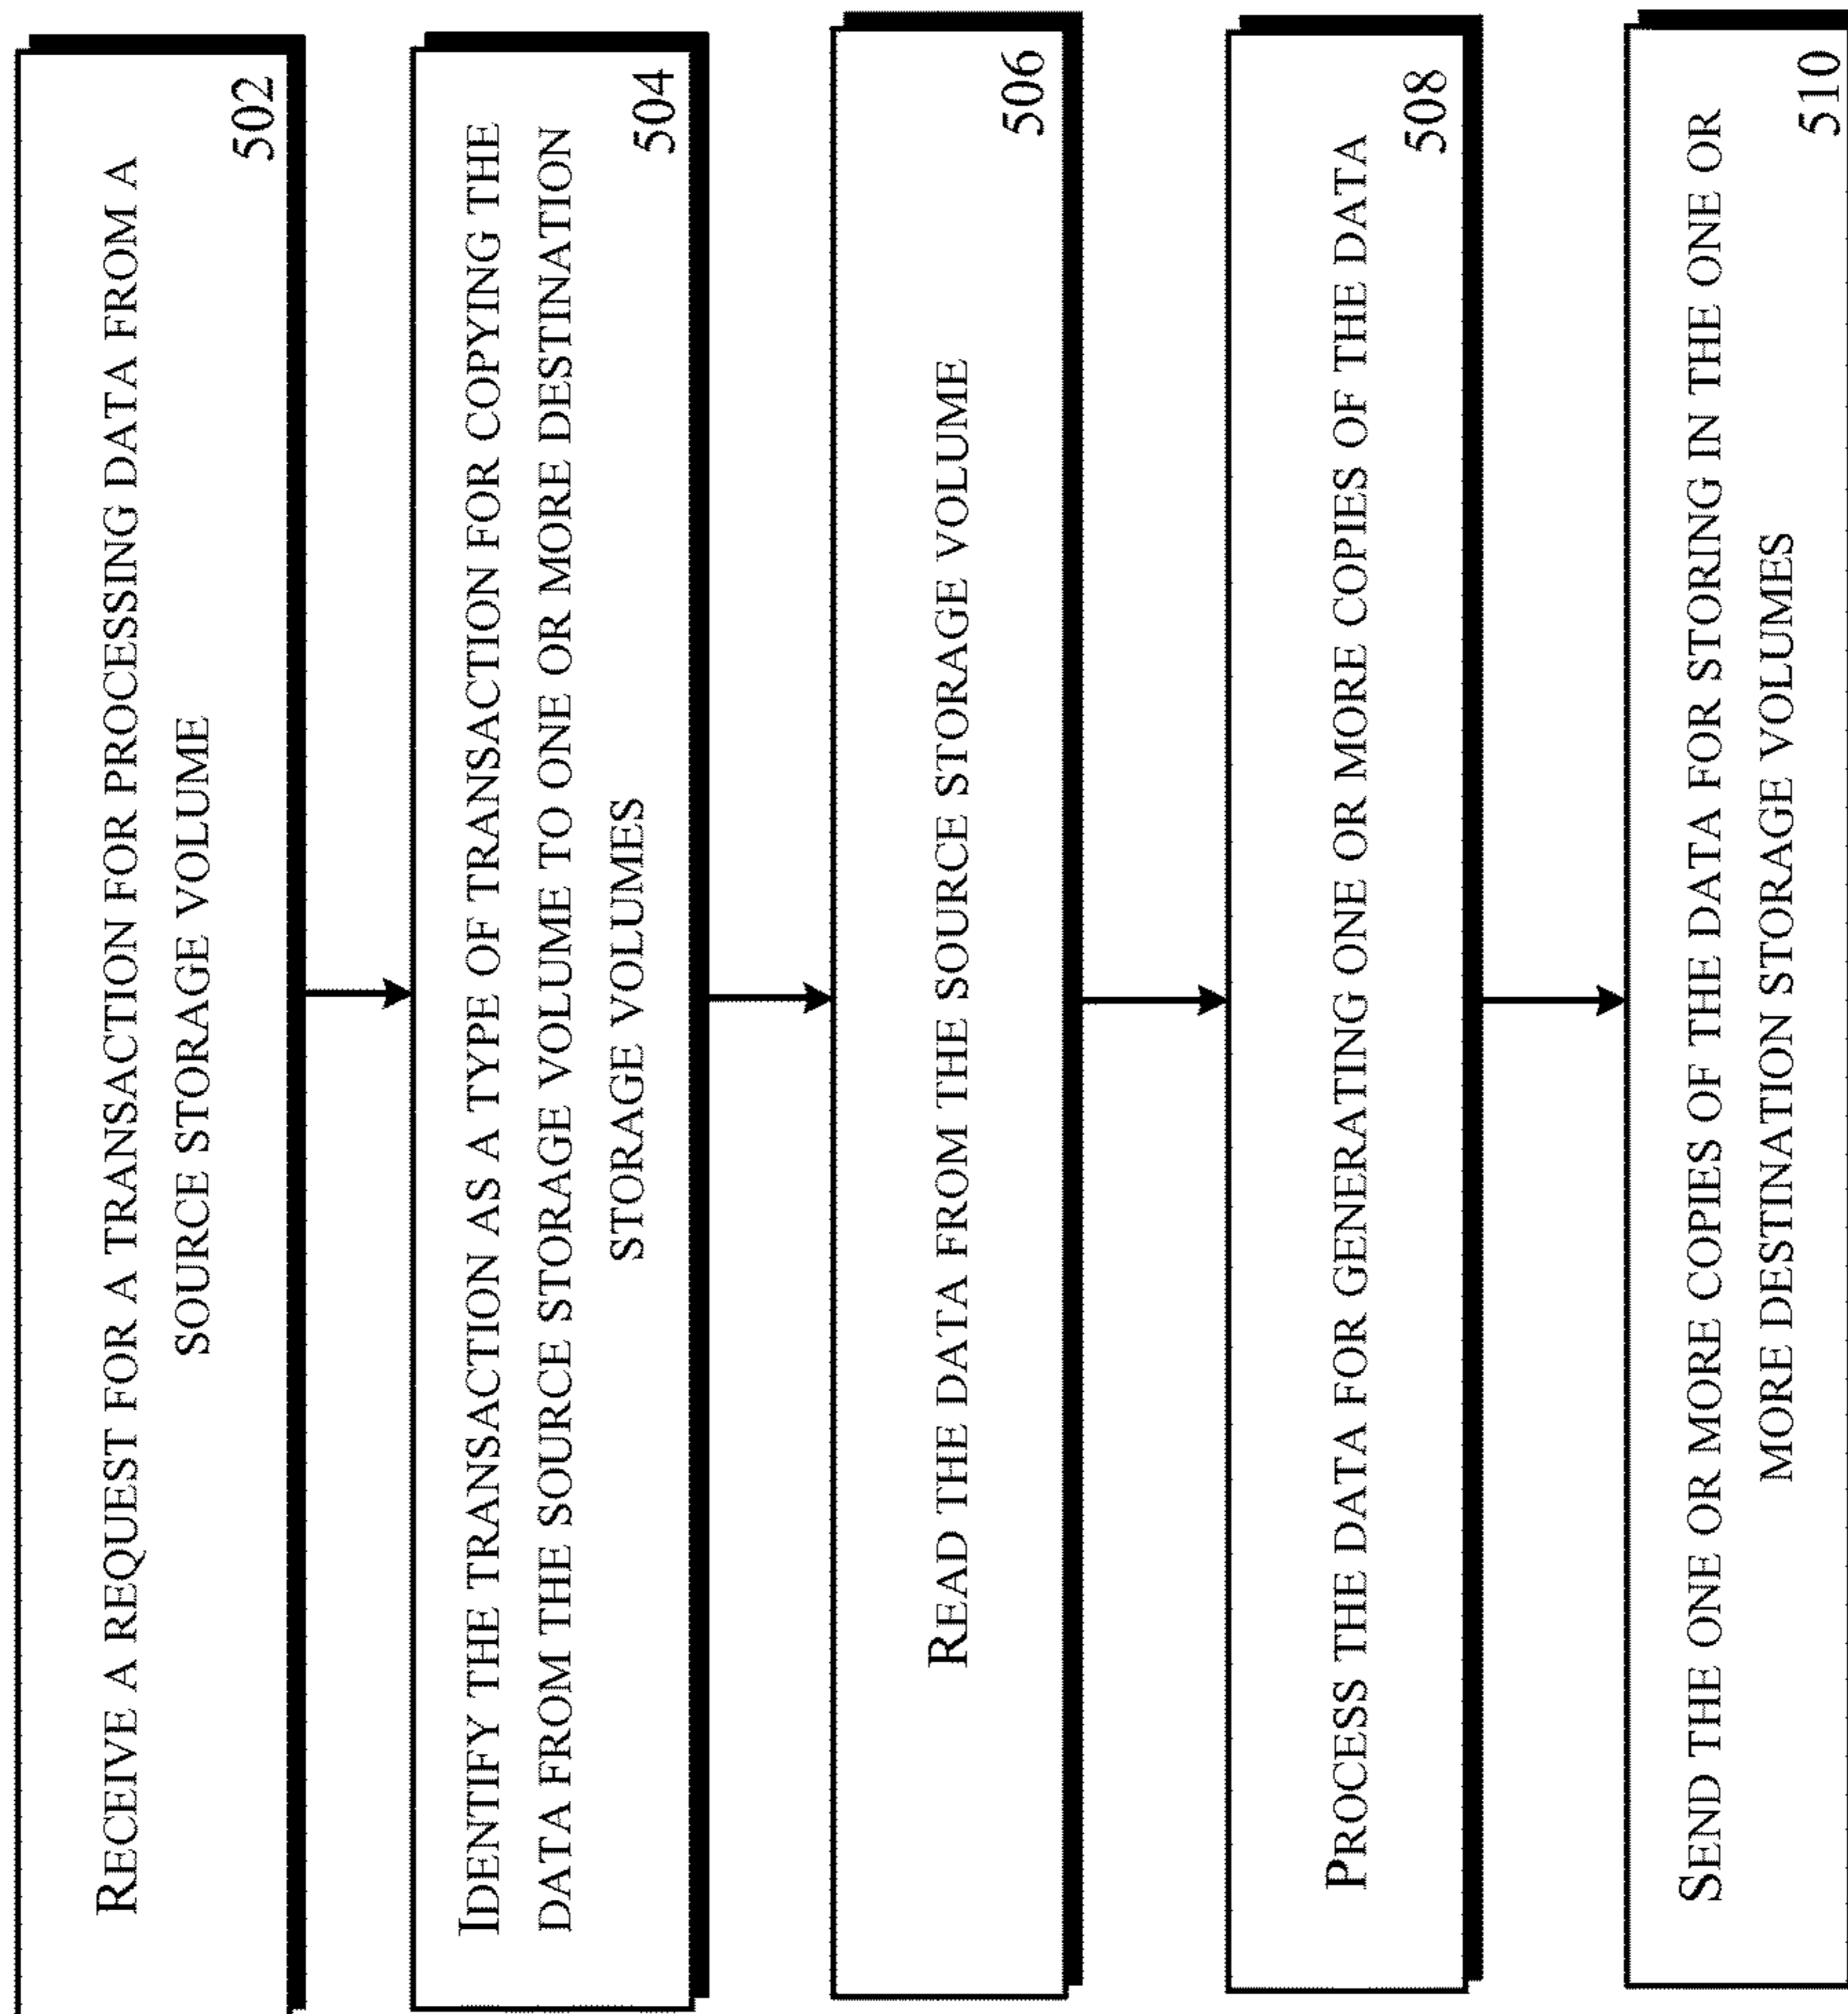 RECEIVE A REQUEST FOR A TRANSACTION FOR PROCESSING DATA FROM A
SOURCE STORAGE VOLUME
502
IDENTIFY THE TRANSACTION AS A TYPE OF TRANSACTION FOR COPYING THE
DATA FROM THE SOURCE STORAGE VOLUME TO ONE OR MORE DESTINATION
STORAGE VOLUMES
504
READ THE DATA FROM THE SOURCE STORAGE VOLUME
506
PROCESS THE DATA FOR GENERATING ONE OR MORE COPIES OF THE DATA
508
SEND THE ONE OR MORE COPIES OF THE DATA FOR STORING IN THE ONE OR
MORE DESTINATION STORAGE VOLUMES
510